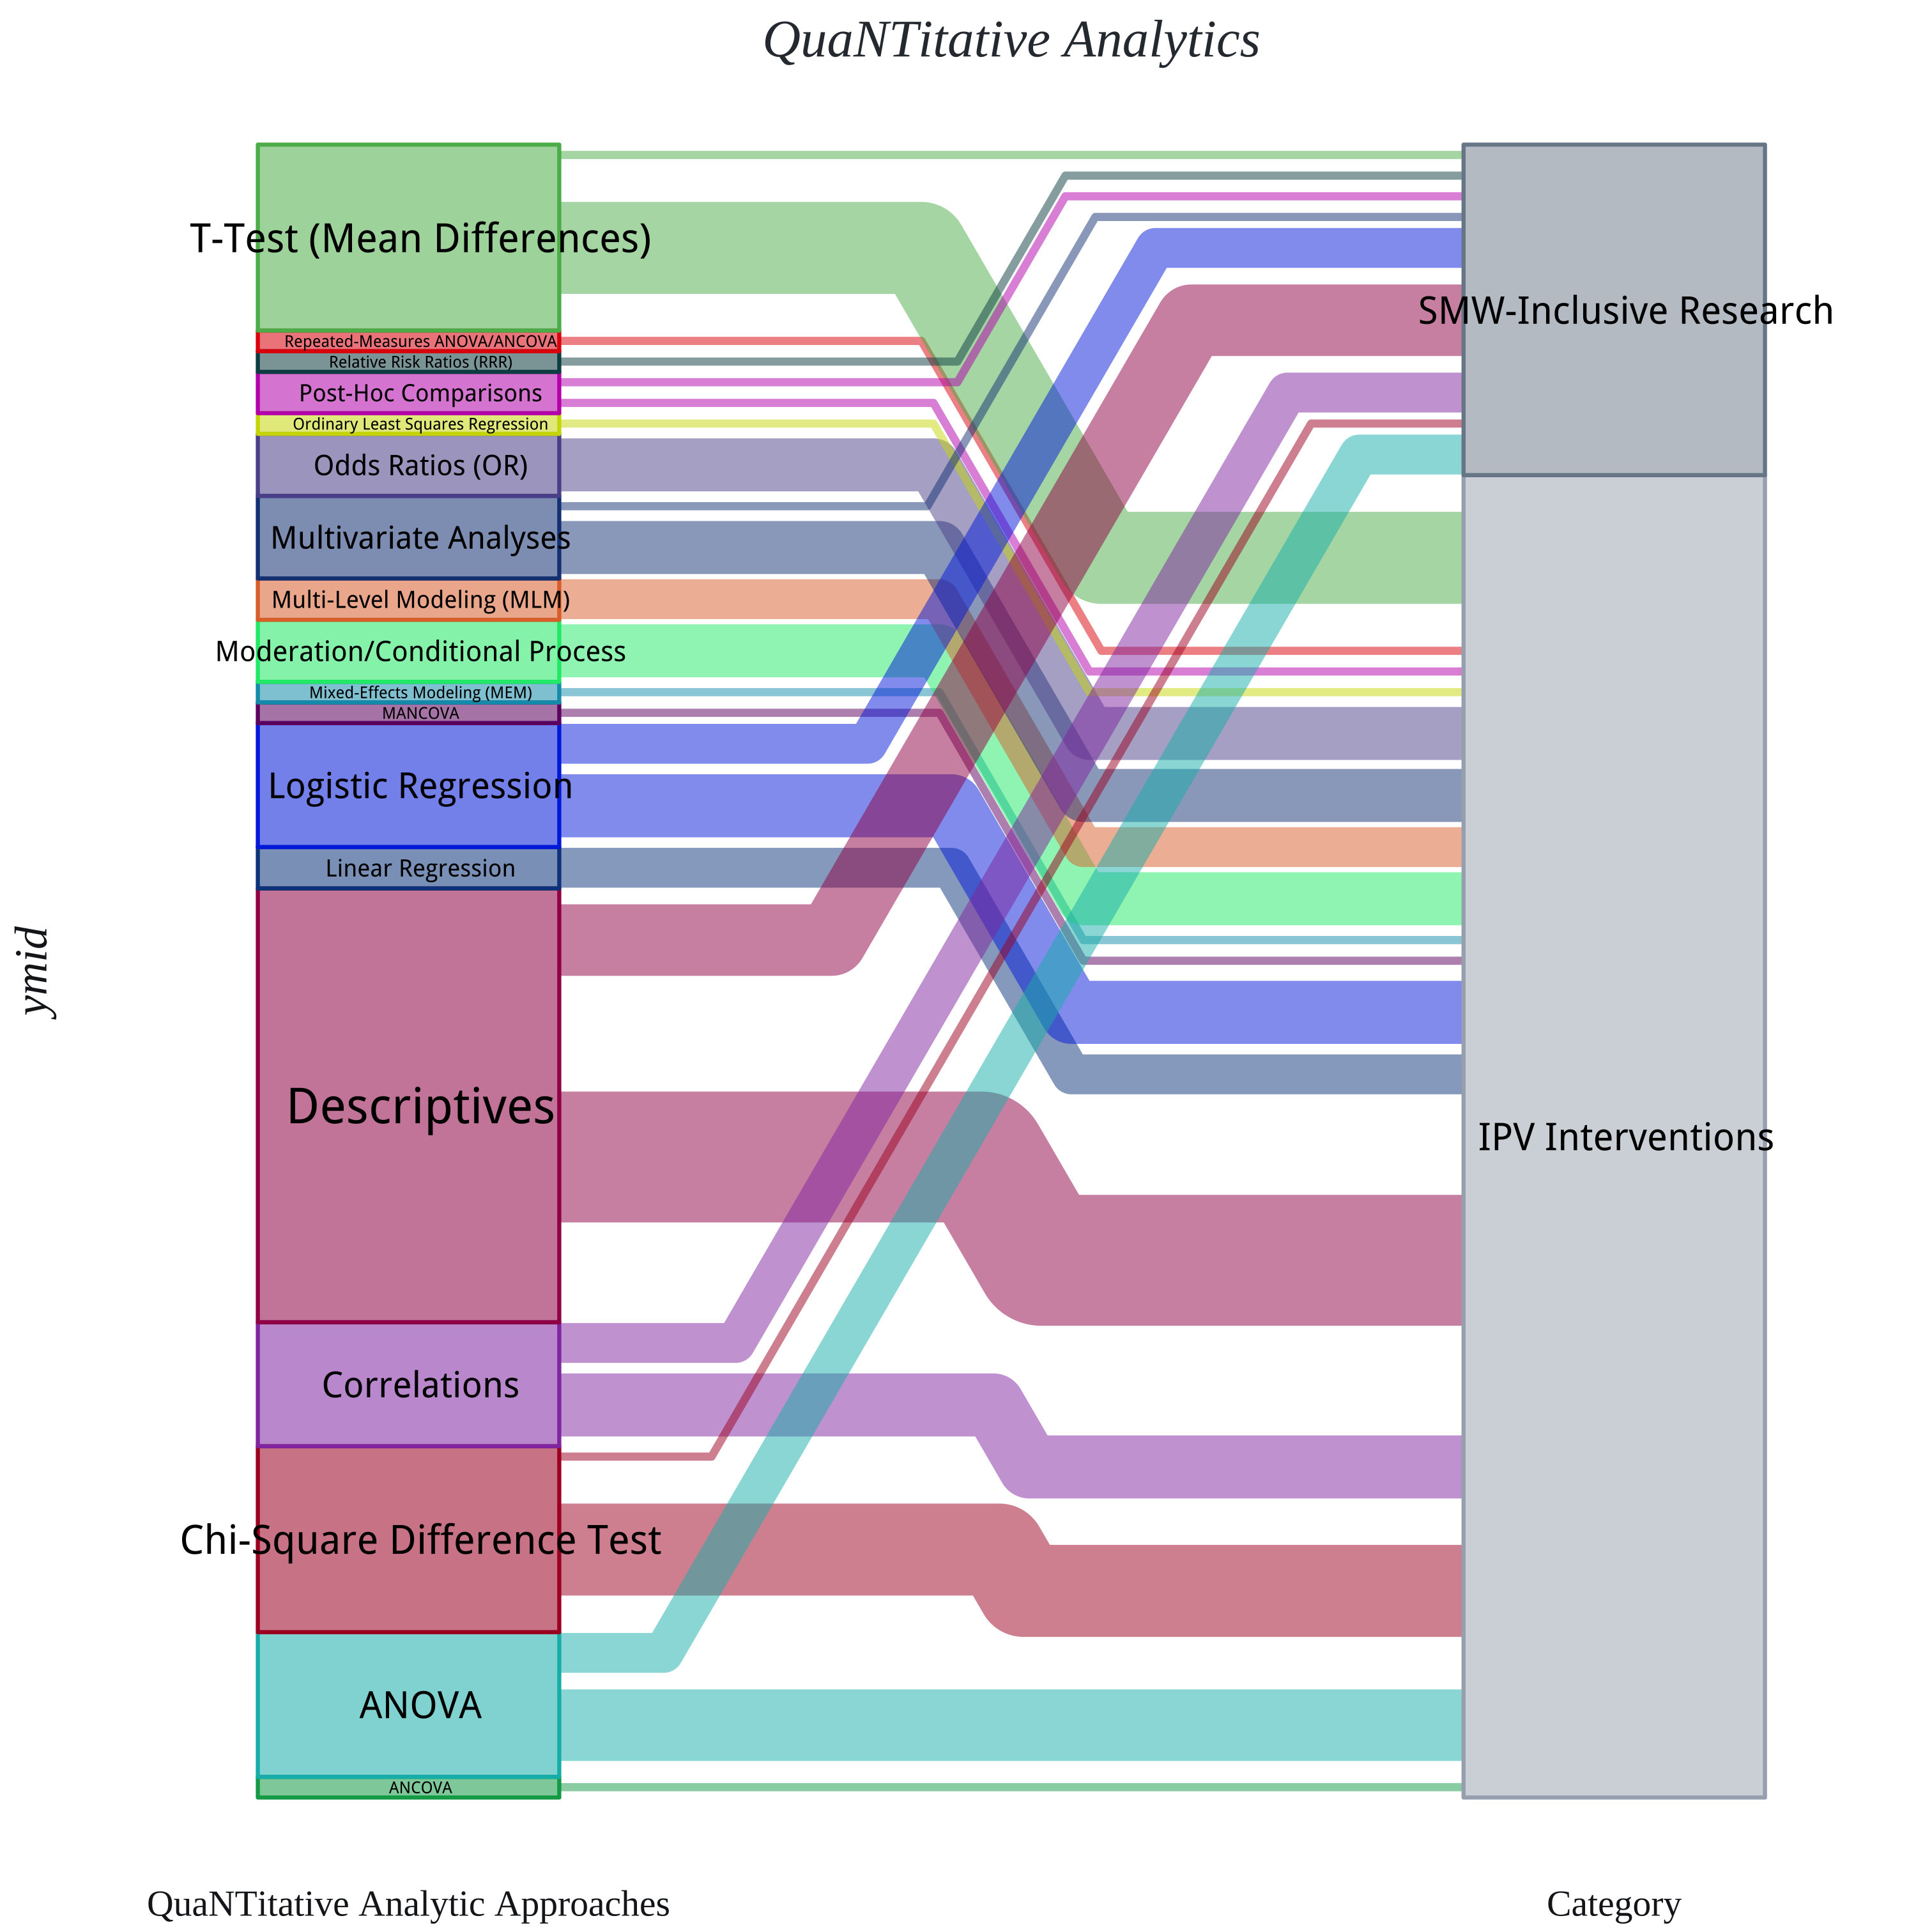 QuaNTitative Analytics
T-Test (Mean Differences)
Repeated-Measures ANOVA/ANCOVA
Relative Risk Ratios (RRR)
Post-Hoc Comparisons
Ordinary Least Squares Regression
Odds Ratios (OR)
Multivariate Analyses
Multi-Level Modeling (MLM)
Moderation/Conditional Process
Mixed-Effects Modeling (MEM)
MANCOVA
Logistic Regression
Linear Regression
Descriptives
Correlations
Chi-Square Difference Test
ANOVA
ANCOVA
SMW-Inclusive Research
IPV Interventions
ymid
QuaNTitative Analytic Approaches
Category